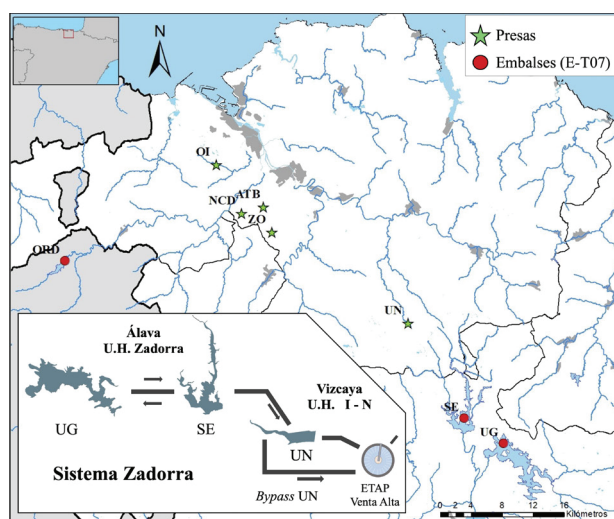 N
Presas
Embalses (E-T07)
OI
NCD
ATB
ZO
ORD
UN
SE
UG
Álava
U.H. Zadorra
Vizcaya
U.H. I - N
UG
SE
UN
Sistema Zadorra
Bypass UN
ETAP
Venta Alta
0 2 4 8 12 16
Kilómetros